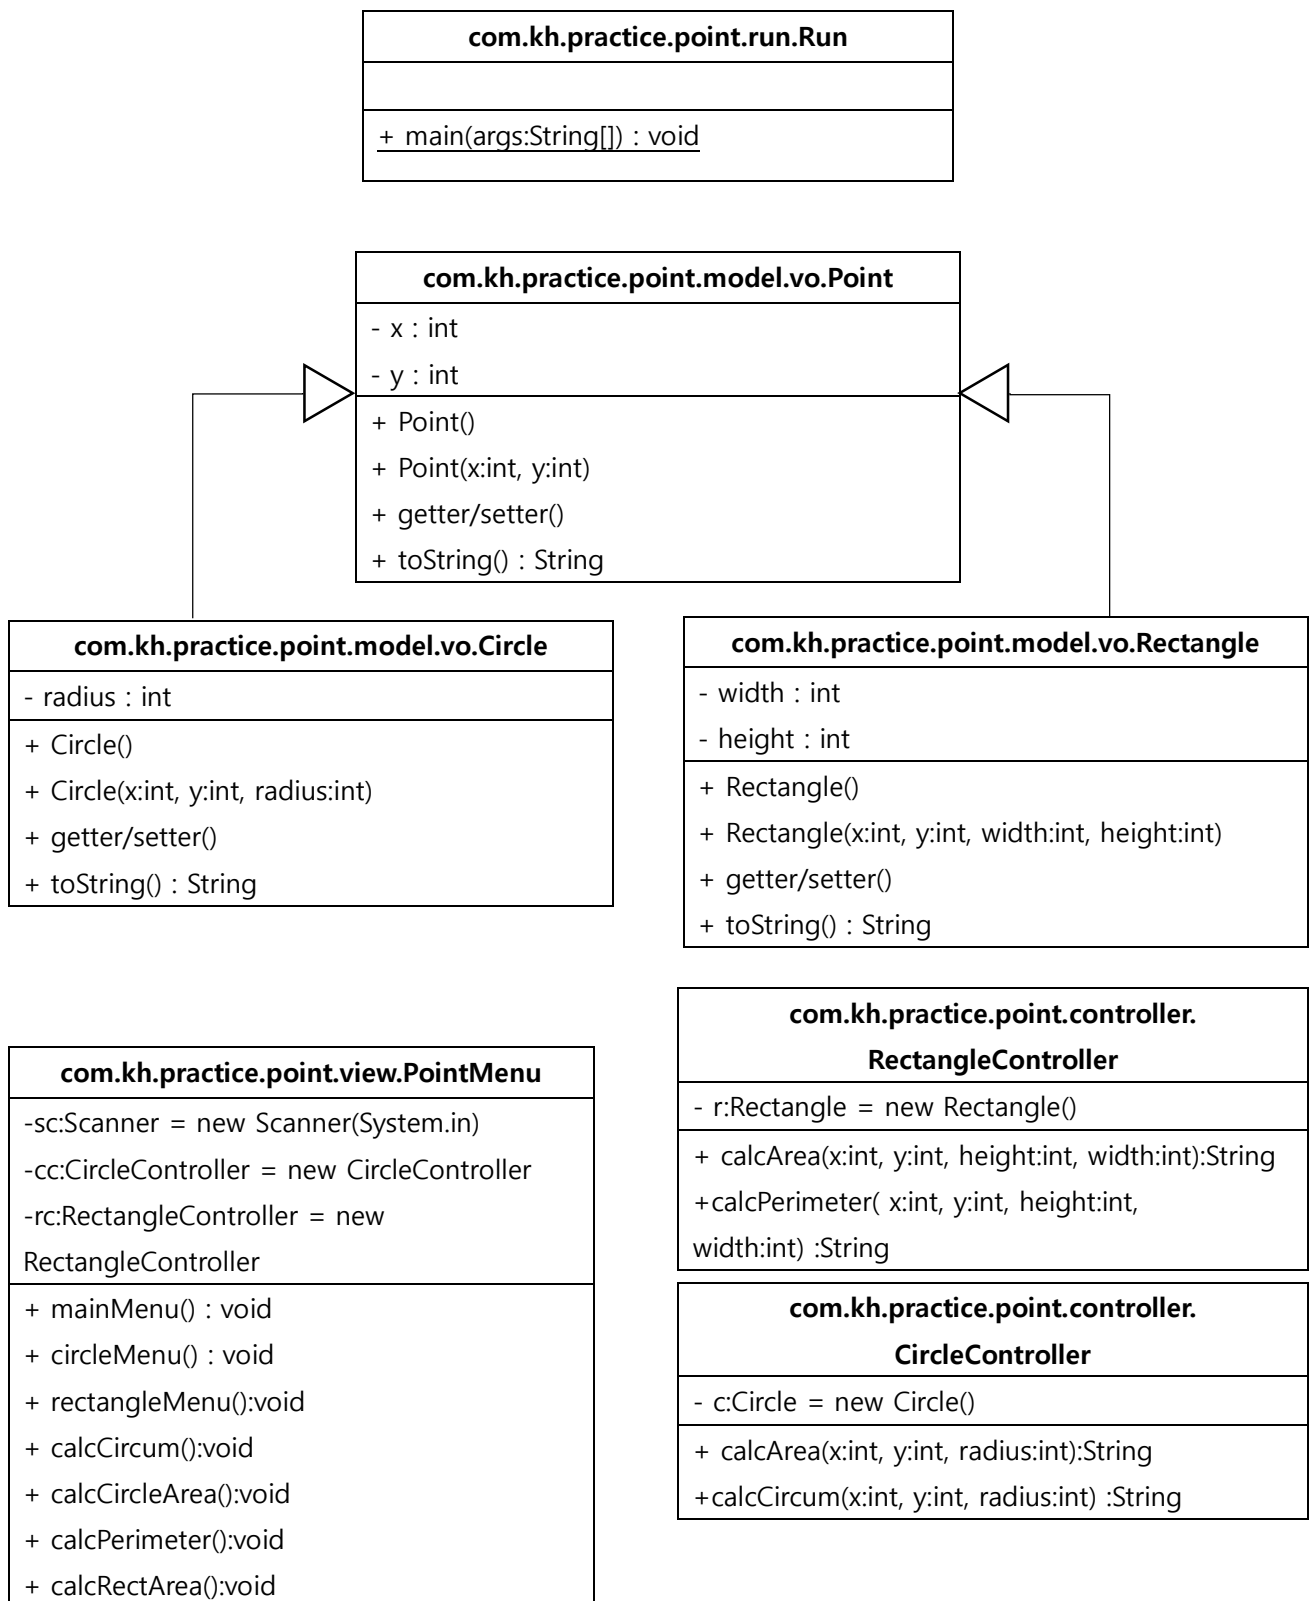 com.kh.practice.point.run.Run
+ main(args:String[]) : void
com.kh.practice.point.model.vo.Point
- x : int
- y : int
+ Point()
+ Point(x:int, y:int)
+ getter/setter()
+ toString() : String
com.kh.practice.point.model.vo.Circle
- radius : int
+ Circle()
+ Circle(x:int, y:int, radius:int)
+ getter/setter()
+ toString() : String
com.kh.practice.point.model.vo.Rectangle
- width : int
- height : int
+ Rectangle()
+ Rectangle(x:int, y:int, width:int, height:int)
+ getter/setter()
+ toString() : String
com.kh.practice.point.view.PointMenu
-sc:Scanner = new Scanner(System.in)
-cc:CircleController = new CircleController
-rc:RectangleController = new
RectangleController
+ mainMenu() : void
+ circleMenu() : void
+ rectangleMenu():void
+ calcCircum():void
+ calcCircleArea():void
+ calcPerimeter():void
+ calcRectArea():void
com.kh.practice.point.controller.
RectangleController
- r:Rectangle = new Rectangle()
+ calcArea(x:int, y:int, height:int, width:int):String
+calcPerimeter( x:int, y:int, height:int,
width:int) :String
com.kh.practice.point.controller.
CircleController
- c:Circle = new Circle()
+ calcArea(x:int, y:int, radius:int):String
+calcCircum(x:int, y:int, radius:int) :String